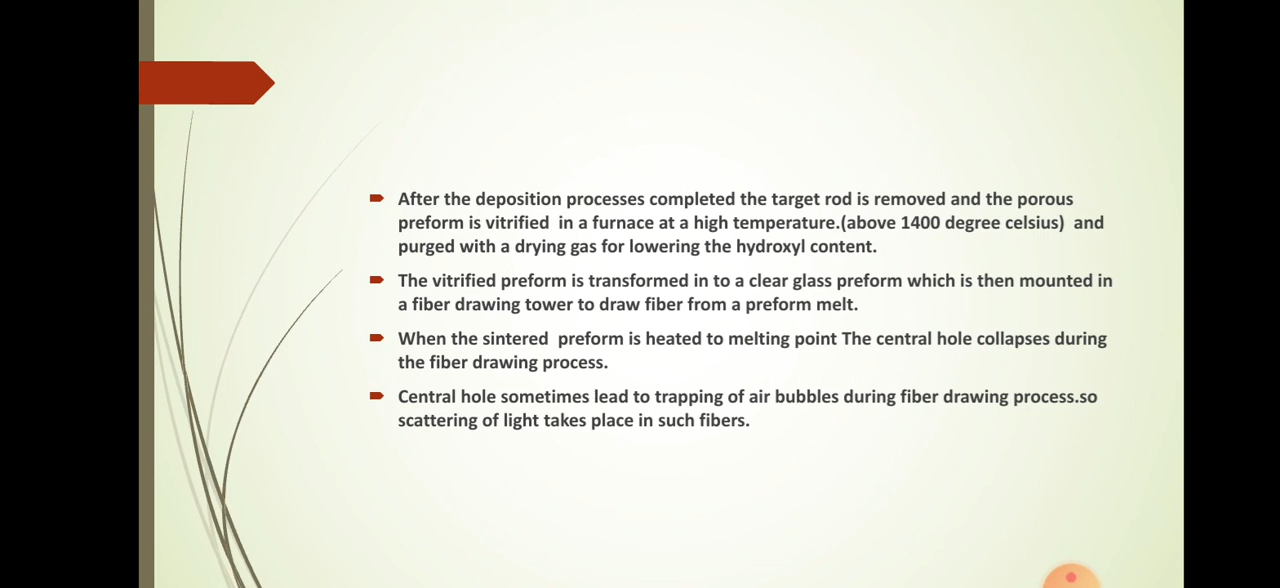 After the deposition processes completed the target rod is removed and the porous
preform is vitrified  in a furnace at a high temperature.(above 1400 degree celsius)  and
purged with a drying gas for lowering the hydroxyl content.
The vitrified preform is transformed in to a clear glass preform which is then mounted in
a fiber drawing tower to draw fiber from a preform melt.
When the sintered  preform is heated to melting point The central hole collapses during
the fiber drawing process.
Central hole sometimes lead to trapping of air bubbles during fiber drawing process.so
scattering of light takes place in such fibers.